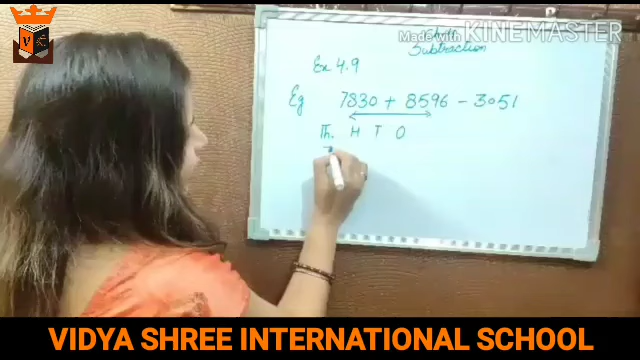 Made with KINEMASTER
Subtraction
Ex 4.9
Eg 7830 + 8596 - 3051
Th. H T O
VIDYA SHREE INTERNATIONAL SCHOOL